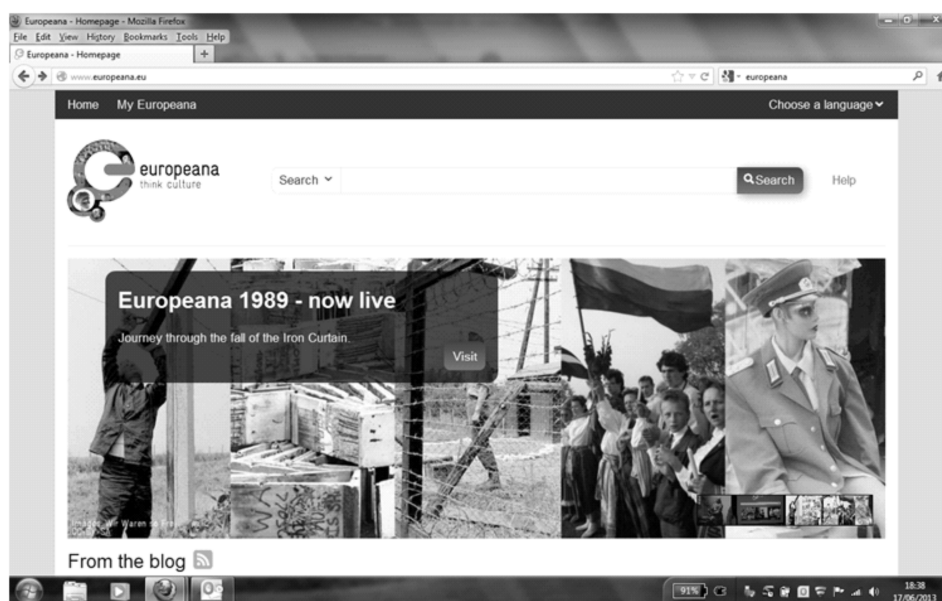 Europeana - Homepage - Mozilla Firefox
File Edit View History Bookmarks Tools Help
Europeana - Homepage +
www.europeana.eu
europeana
Home My Europeana Choose a language
europeana
think culture
Search Search Help
Europeana 1989 - now live
Journey through the fall of the Iron Curtain.
Visit
From the blog
91%
18:38
17/06/2013